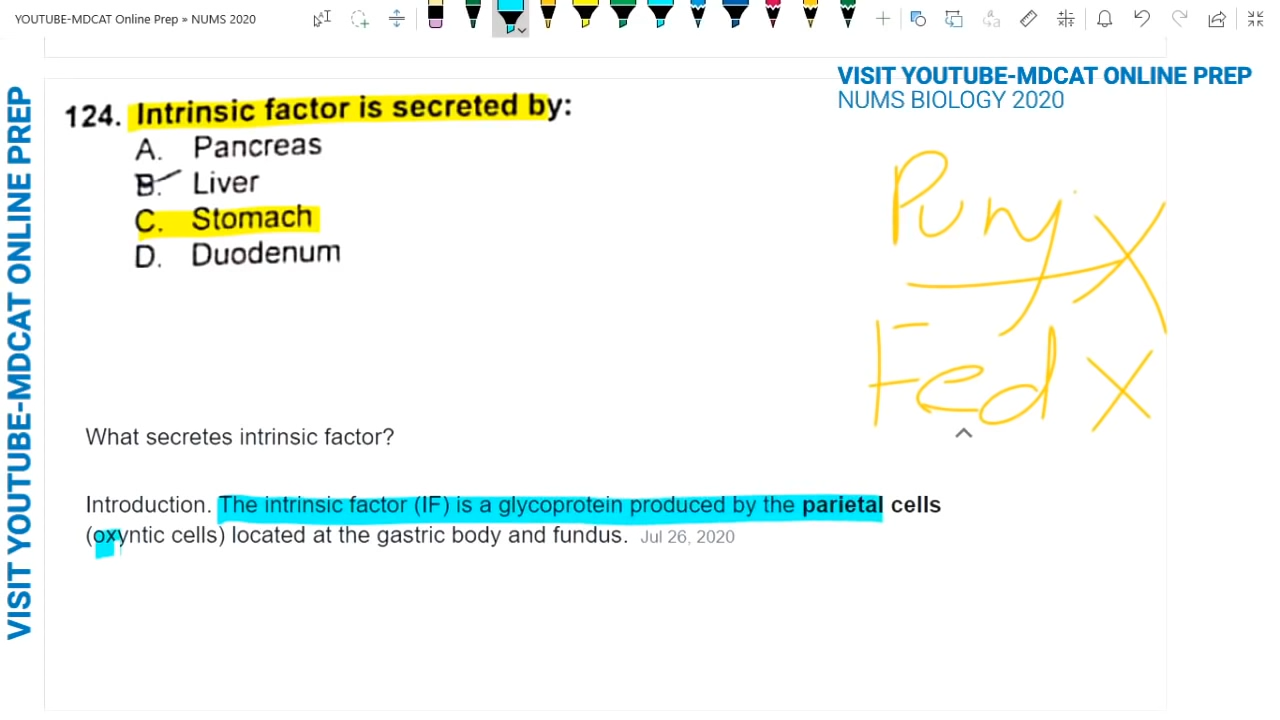 YOUTUBE-MDCAT Online Prep » NUMS 2020
VISIT YOUTUBE-MDCAT ONLINE PREP
NUMS BIOLOGY 2020
VISIT YOUTUBE-MDCAT ONLINE PREP
124. Intrinsic factor is secreted by:
A. Pancreas
B. Liver
C. Stomach
D. Duodenum
Punj X
Fed X
What secretes intrinsic factor?
Introduction. The intrinsic factor (IF) is a glycoprotein produced by the parietal cells
(oxyntic cells) located at the gastric body and fundus. Jul 26, 2020